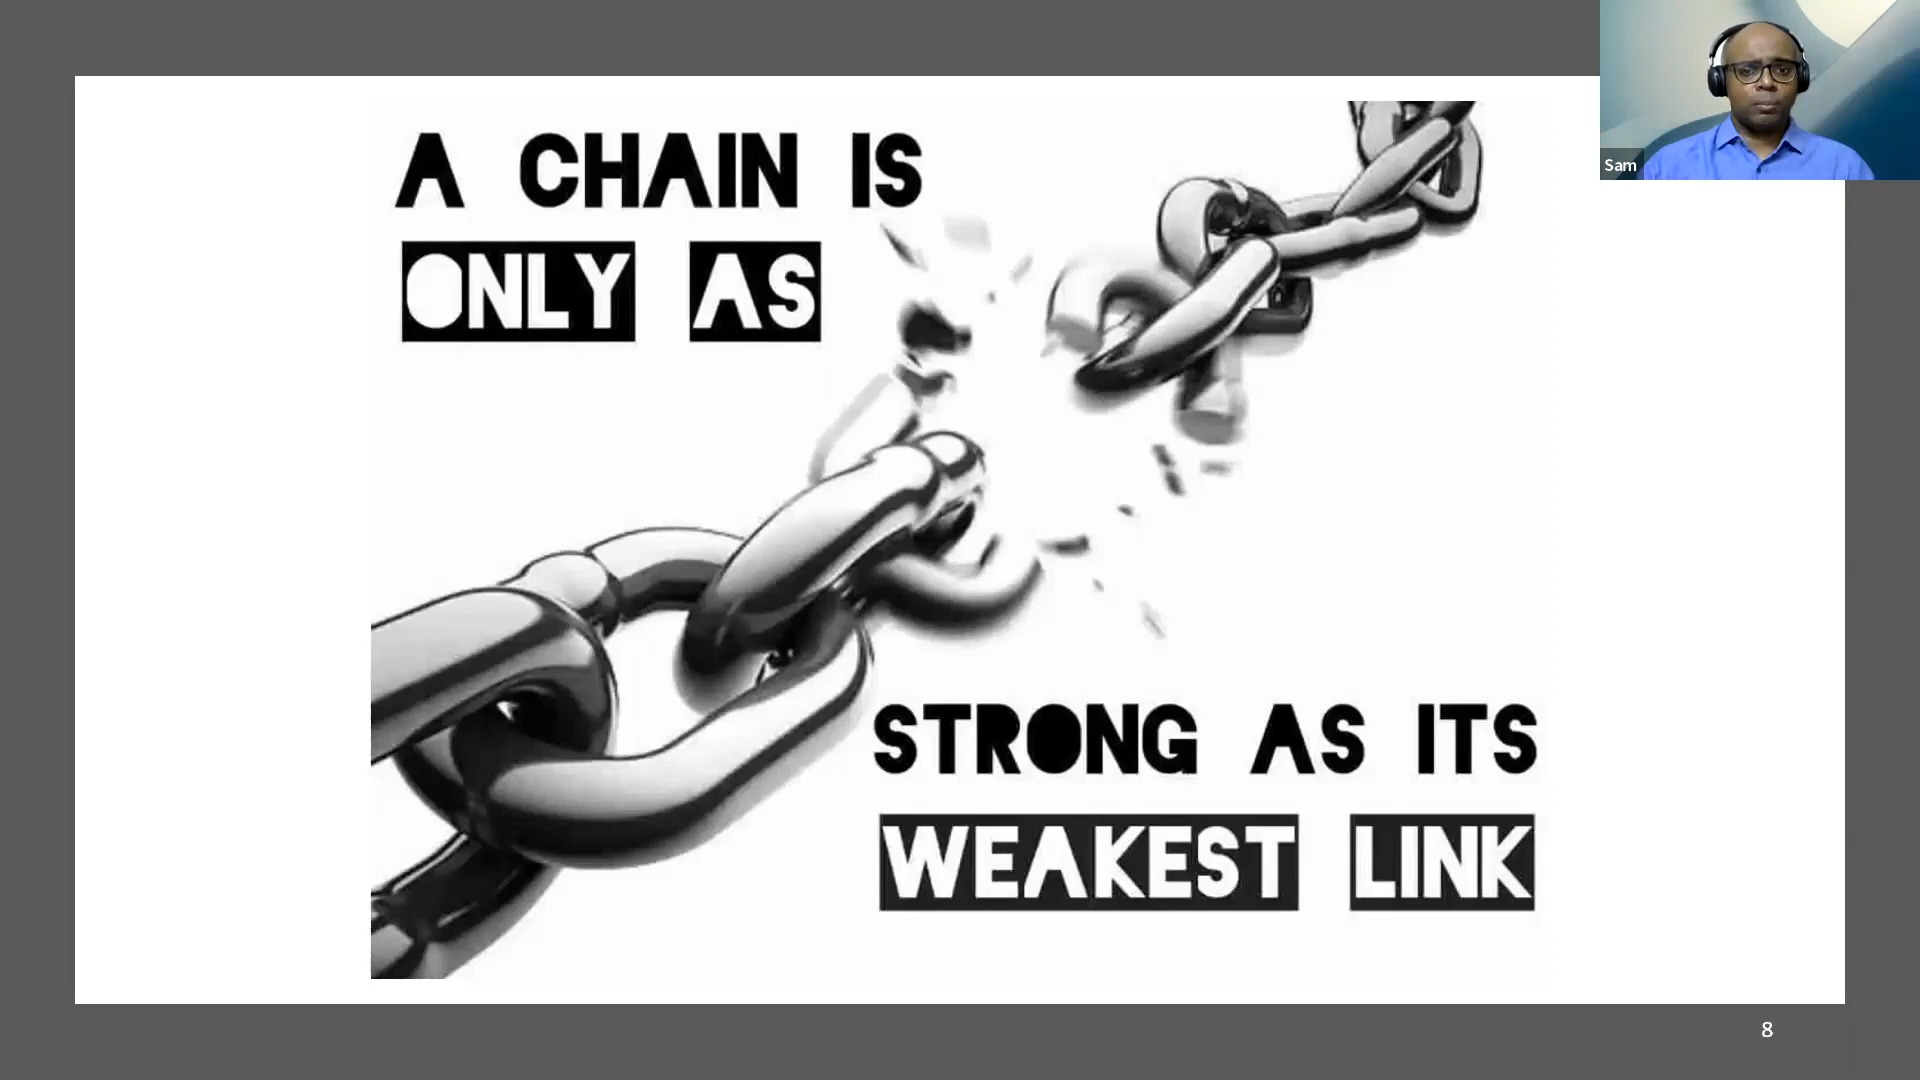 A CHAIN IS
ONLY AS
STRONG AS ITS
WEAKEST LINK
Sam
8